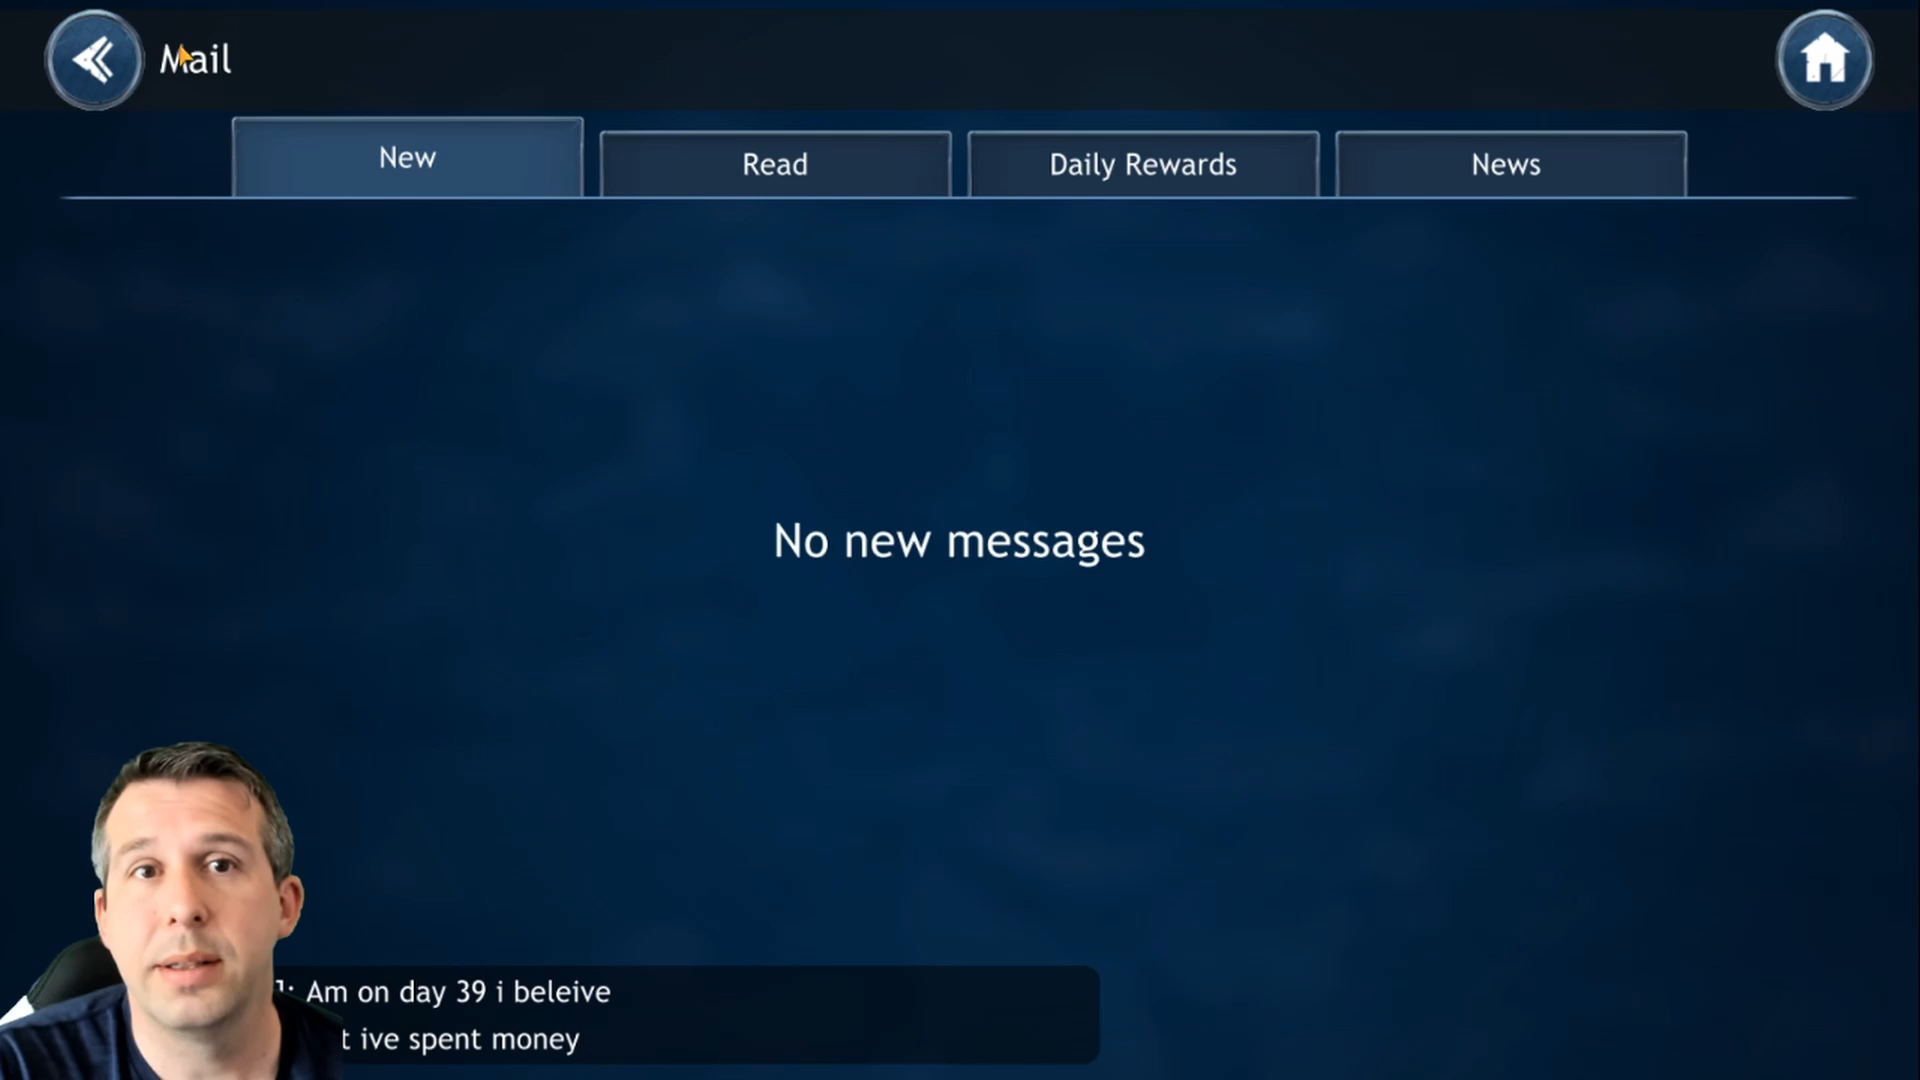 Mail
New
Read
Daily Rewards
News
No new messages
]: Am on day 39 i beleive
t ive spent money